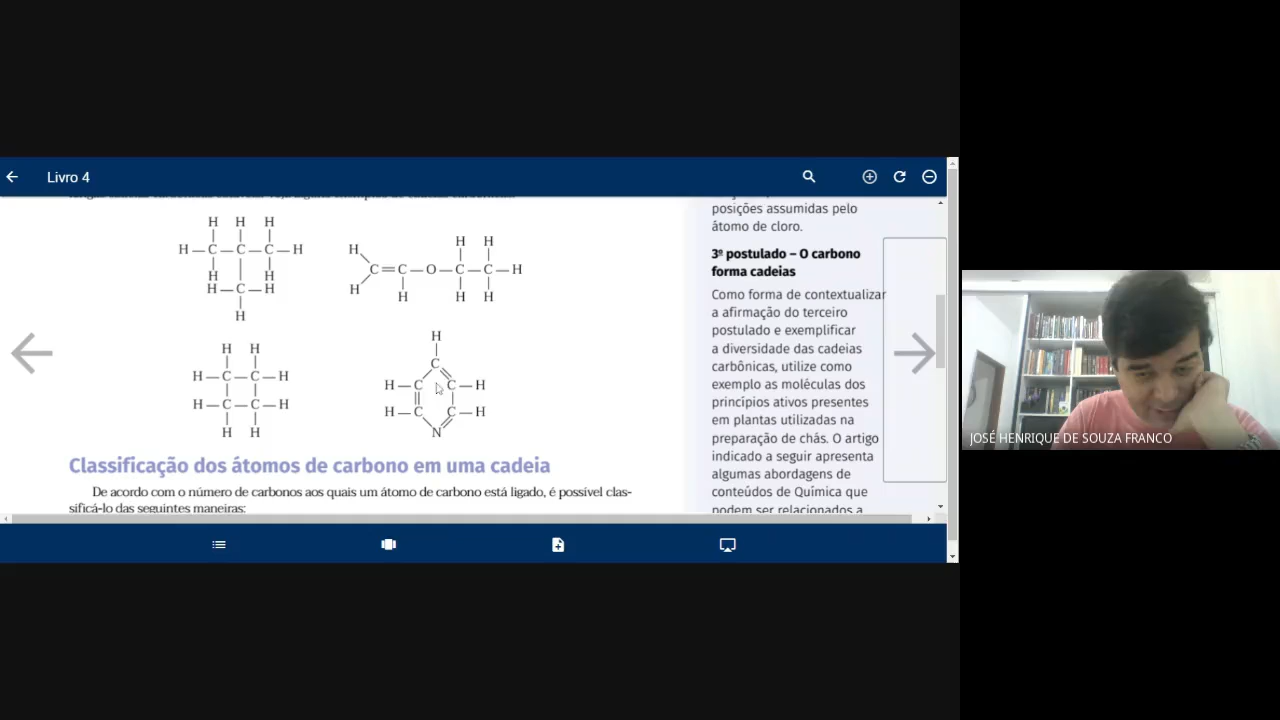 Livro 4
posições assumidas pelo
átomo de cloro.
3º postulado – O carbono
forma cadeias
Como forma de contextualizar
a afirmação do terceiro
postulado e exemplificar
a diversidade das cadeias
carbônicas, utilize como
exemplo as moléculas dos
princípios ativos presentes
em plantas utilizadas na
preparação de chás. O artigo
indicado a seguir apresenta
algumas abordagens de
conteúdos de Química que
podem ser relacionados a
H H H
H — C — C — C — H
H H
H — C — H
H
H H H
C = C — O — C — C — H
H H H H
H H
H — C — C — H
H — C — C — H
H H
H
C
H — C C — H
H — C C — H
N
Classificação dos átomos de carbono em uma cadeia
De acordo com o número de carbonos aos quais um átomo de carbono está ligado, é possível clas-
sificá-lo das seguintes maneiras:
JOSÉ HENRIQUE DE SOUZA FRANCO